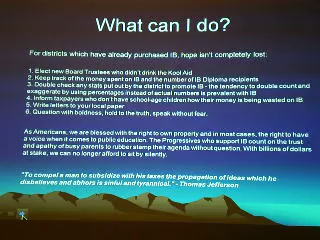 What can I do?
For districts which have already purchased IB, hope isn't completely lost:
1. Elect new Board Trustees who didn't drink the Kool Aid
2. Keep track of the money spent on IB and the number of IB Diploma recipients
3. Double check any stats put out by the district to promote IB - the tendency to double count and
exaggerate by using percentages instead of actual numbers is prevalent with IB
4. Inform taxpayers who don't have school-age children how their money is being wasted on IB
5. Write letters to your local paper
6. Question with boldness, hold to the truth, speak without fear.
As Americans, we are blessed with the right to own property and in most cases, the right to have
a voice when it comes to public education. The Progressives who support IB count on the trust
and apathy of busy parents to rubber stamp their agenda without question. With billions of dollars
at stake, we can no longer afford to sit by silently.
"To compel a man to subsidize with his taxes the propagation of ideas which he
disbelieves and abhors is sinful and tyrannical." - Thomas Jefferson